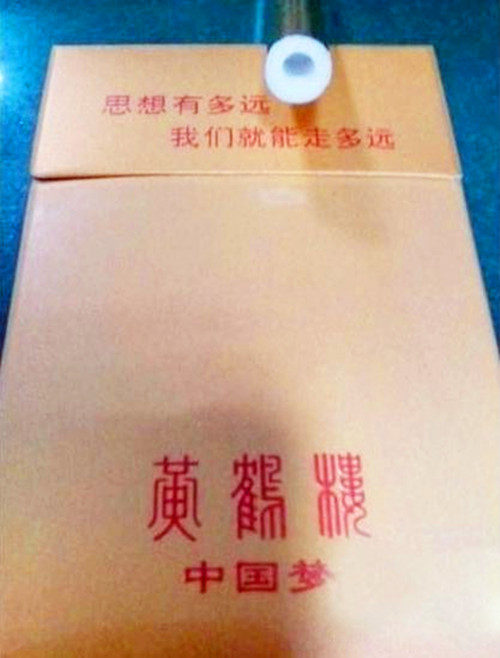 思想有多远
我们就能走多远
黄鹤楼
中国梦